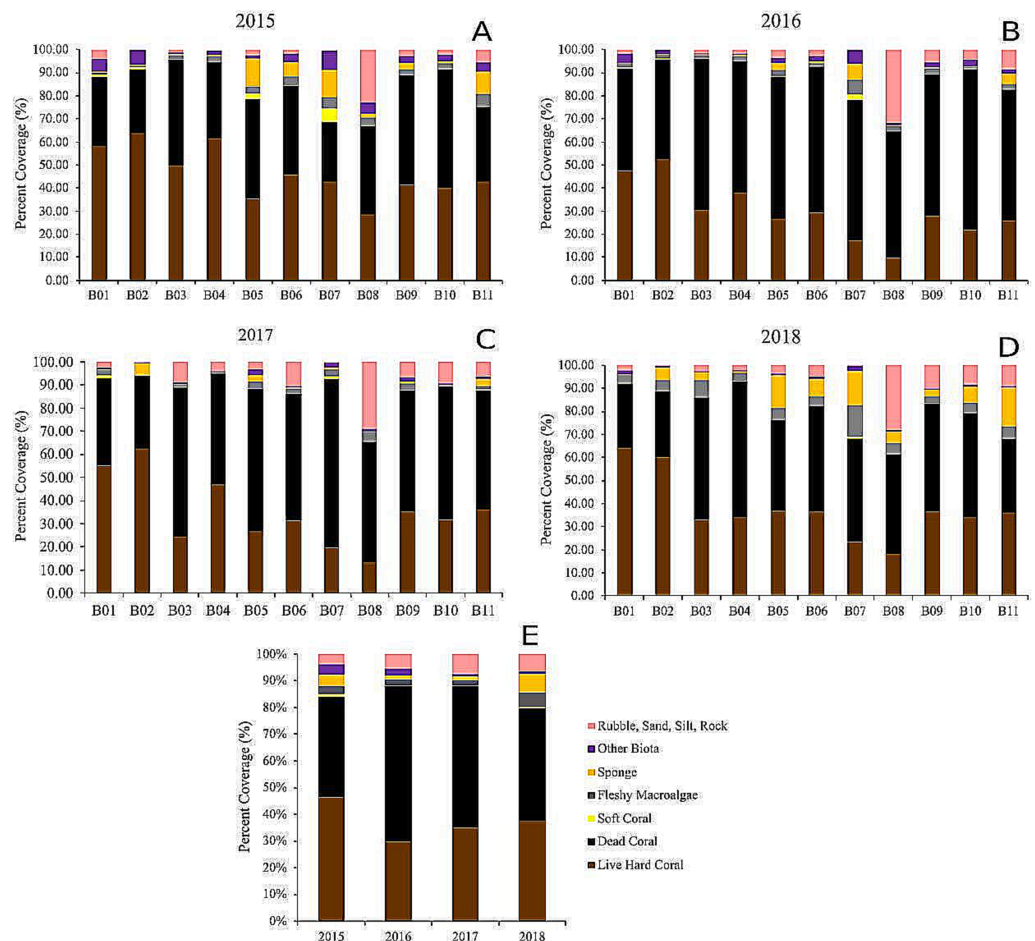 2015
A
Percent Coverage (%)
100.00
90.00
80.00
70.00
60.00
50.00
40.00
30.00
20.00
10.00
0.00
B01 B02 B03 B04 B05 B06 B07 B08 B09 B10 B11
2016
B
Percent Coverage (%)
100.00
90.00
80.00
70.00
60.00
50.00
40.00
30.00
20.00
10.00
0.00
B01 B02 B03 B04 B05 B06 B07 B08 B09 B10 B11
2017
C
Percent Coverage (%)
100.00
90.00
80.00
70.00
60.00
50.00
40.00
30.00
20.00
10.00
0.00
B01 B02 B03 B04 B05 B06 B07 B08 B09 B10 B11
2018
D
Percent Coverage (%)
100.00
90.00
80.00
70.00
60.00
50.00
40.00
30.00
20.00
10.00
0.00
B01 B02 B03 B04 B05 B06 B07 B08 B09 B10 B11
E
Percent Coverage (%)
100%
90%
80%
70%
60%
50%
40%
30%
20%
10%
0%
2015 2016 2017 2018
Rubble, Sand, Silt, Rock
Other Biota
Sponge
Fleshy Macroalgae
Soft Coral
Dead Coral
Live Hard Coral